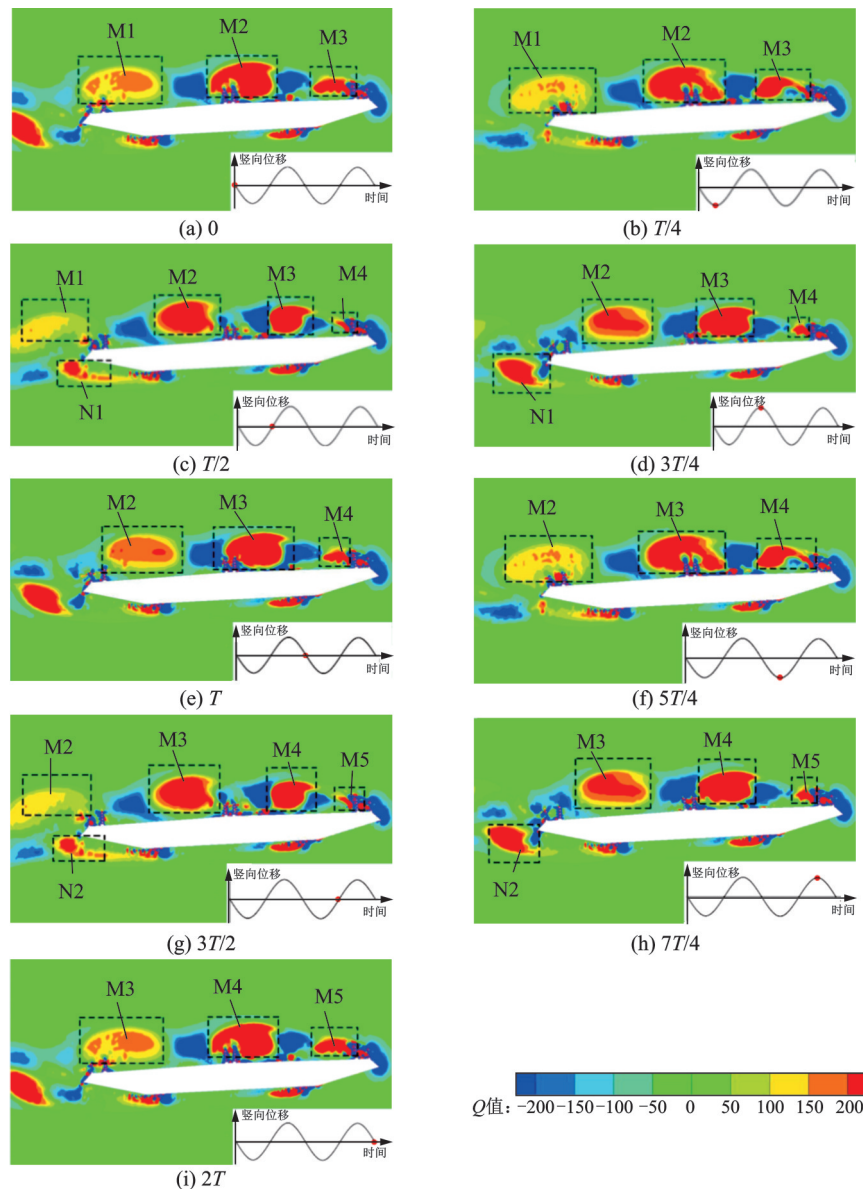 M1
M2
M3
竖向位移
时间
(a) 0
M1
M2
M3
竖向位移
时间
(b) T/4
M1
M2
M3
M4
N1
竖向位移
时间
(c) T/2
M2
M3
M4
N1
竖向位移
时间
(d) 3T/4
M2
M3
M4
竖向位移
时间
(e) T
M2
M3
M4
竖向位移
时间
(f) 5T/4
M2
M3
M4
M5
N2
竖向位移
时间
(g) 3T/2
M3
M4
M5
N2
竖向位移
时间
(h) 7T/4
M3
M4
M5
竖向位移
时间
(i) 2T
Q值: -200 -150 -100 -50 0 50 100 150 200